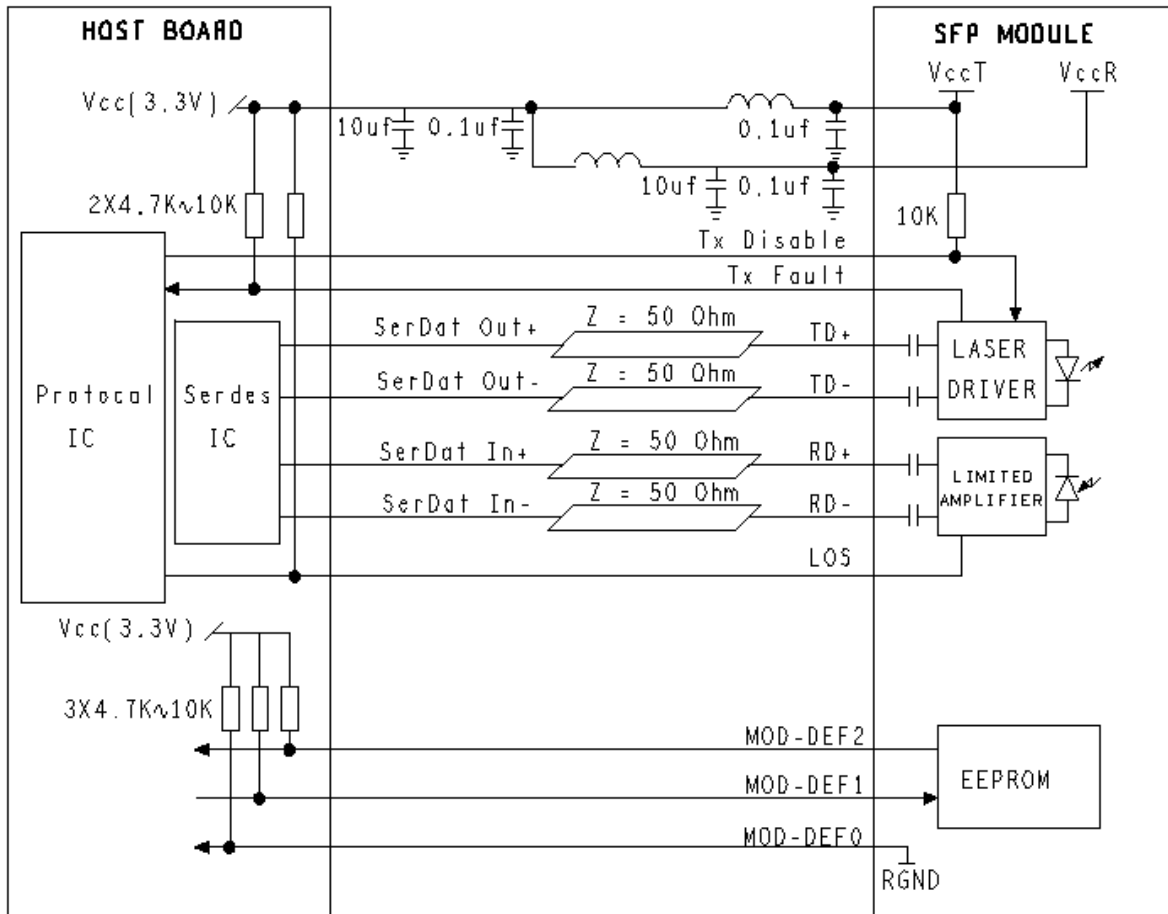 HOST BOARD
SFP MODULE
VccT
VccR
Vcc(3.3V)
10uf
0.1uf
0.1uf
10uf
0.1uf
2X4.7K~10K
10K
Tx Disable
Tx Fault
SerDat Out+
Z = 50 Ohm
TD+
SerDat Out-
Z = 50 Ohm
TD-
LASER
DRIVER
Protocal
IC
Serdes
IC
SerDat In+
Z = 50 Ohm
RD+
SerDat In-
Z = 50 Ohm
RD-
LIMITED
AMPLIFIER
LOS
Vcc(3.3V)
3X4.7K~10K
MOD-DEF2
MOD-DEF1
EEPROM
MOD-DEF0
RGND